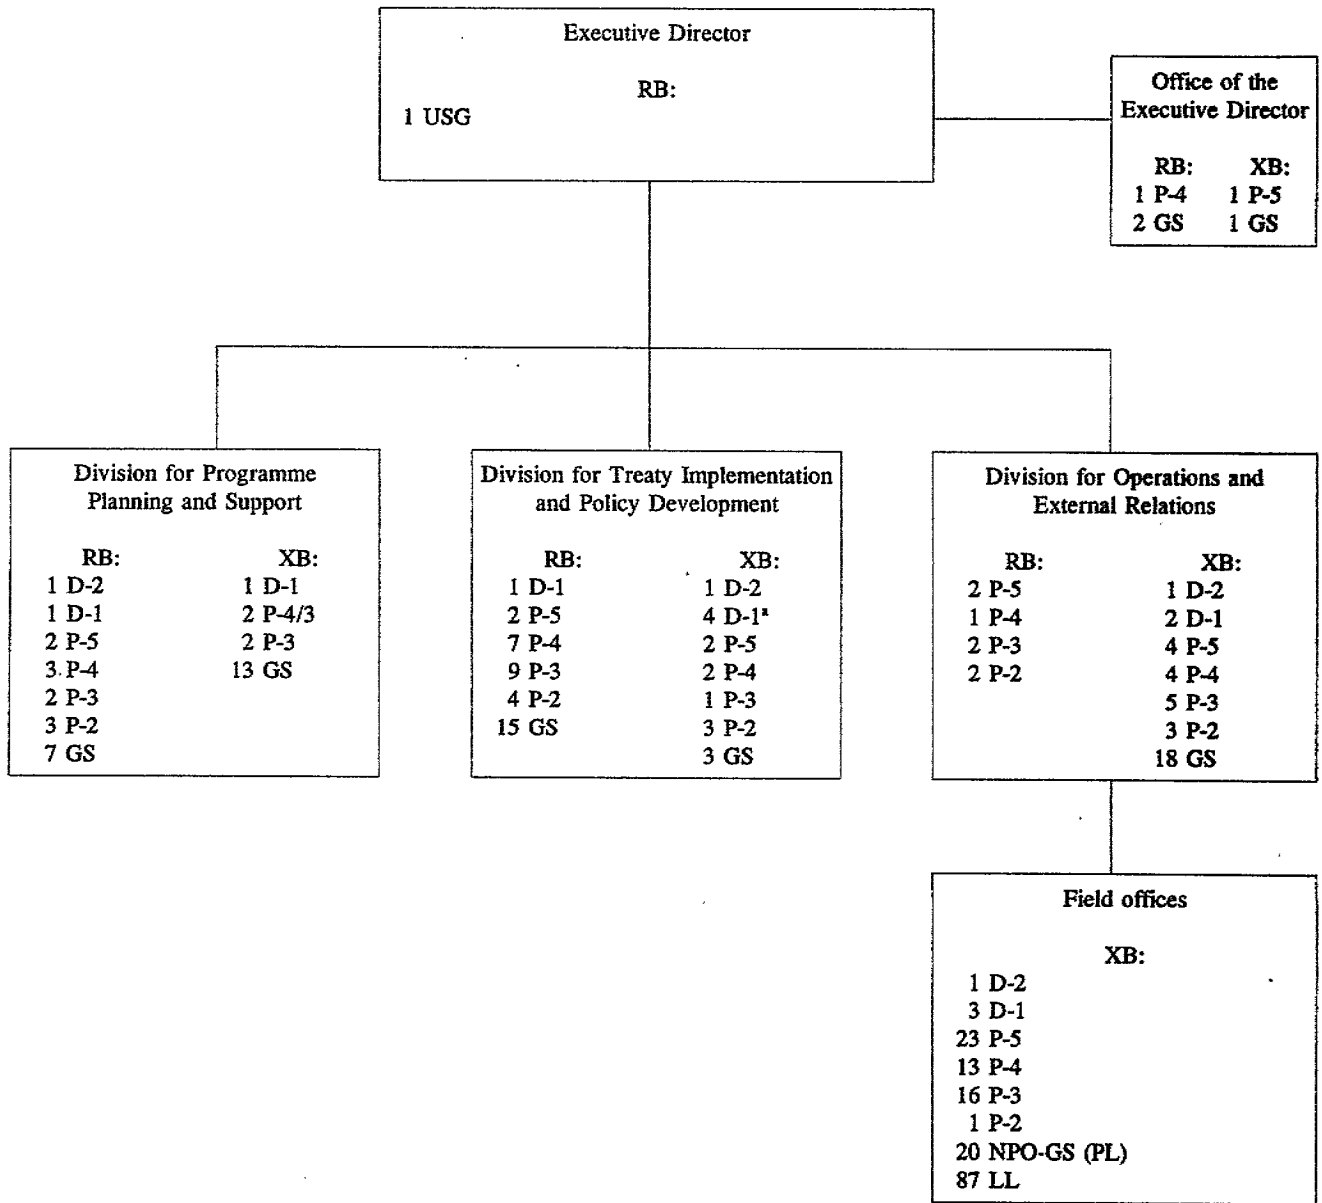 Executive Director
RB:
1 USG
Office of the
Executive Director
RB: XB:
1 P-4 1 P-5
2 GS 1 GS
Division for Programme
Planning and Support
RB: XB:
1 D-2 1 D-1
1 D-1 2 P-4/3
2 P-5 2 P-3
3 P-4 13 GS
2 P-3
3 P-2
7 GS
Division for Treaty Implementation
and Policy Development
RB: XB:
1 D-1 1 D-2
2 P-5 4 D-1ª
7 P-4 2 P-5
9 P-3 2 P-4
4 P-2 1 P-3
15 GS 3 P-2
3 GS
Division for Operations and
External Relations
RB: XB:
2 P-5 1 D-2
1 P-4 2 D-1
2 P-3 4 P-5
2 P-2 4 P-4
5 P-3
3 P-2
18 GS
Field offices
XB:
1 D-2
3 D-1
23 P-5
13 P-4
16 P-3
1 P-2
20 NPO-GS (PL)
87 LL